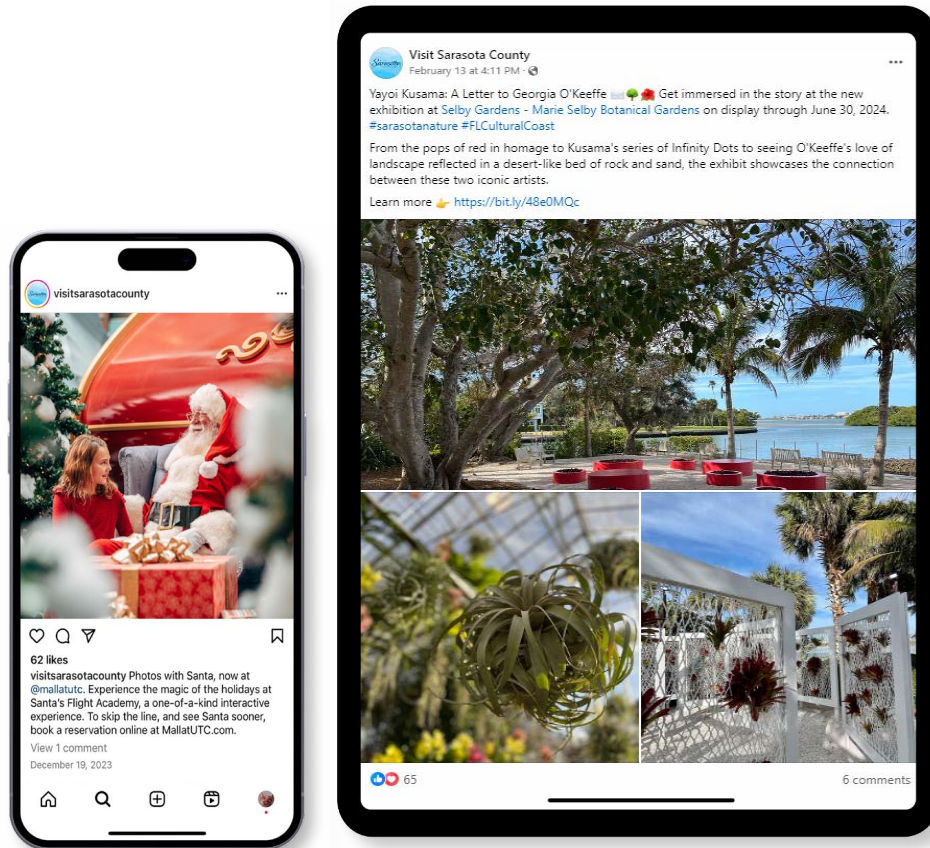 visitsarasotacounty
62 likes
visitsarasotacounty Photos with Santa, now at
@mallatutc. Experience the magic of the holidays at
Santa's Flight Academy, a one-of-a-kind interactive
experience. To skip the line, and see Santa sooner,
book a reservation online at MallatUTC.com.
View 1 comment
December 19, 2023
Sarasota
Visit Sarasota County
February 13 at 4:11 PM ·
Yayoi Kusama: A Letter to Georgia O'Keeffe ✉️🌳🌺 Get immersed in the story at the new
exhibition at Selby Gardens - Marie Selby Botanical Gardens on display through June 30, 2024.
#sarasotanature #FLCulturalCoast
From the pops of red in homage to Kusama's series of Infinity Dots to seeing O'Keeffe's love of
landscape reflected in a desert-like bed of rock and sand, the exhibit showcases the connection
between these two iconic artists.
Learn more 👉 https://bit.ly/48e0MQc
65
6 comments